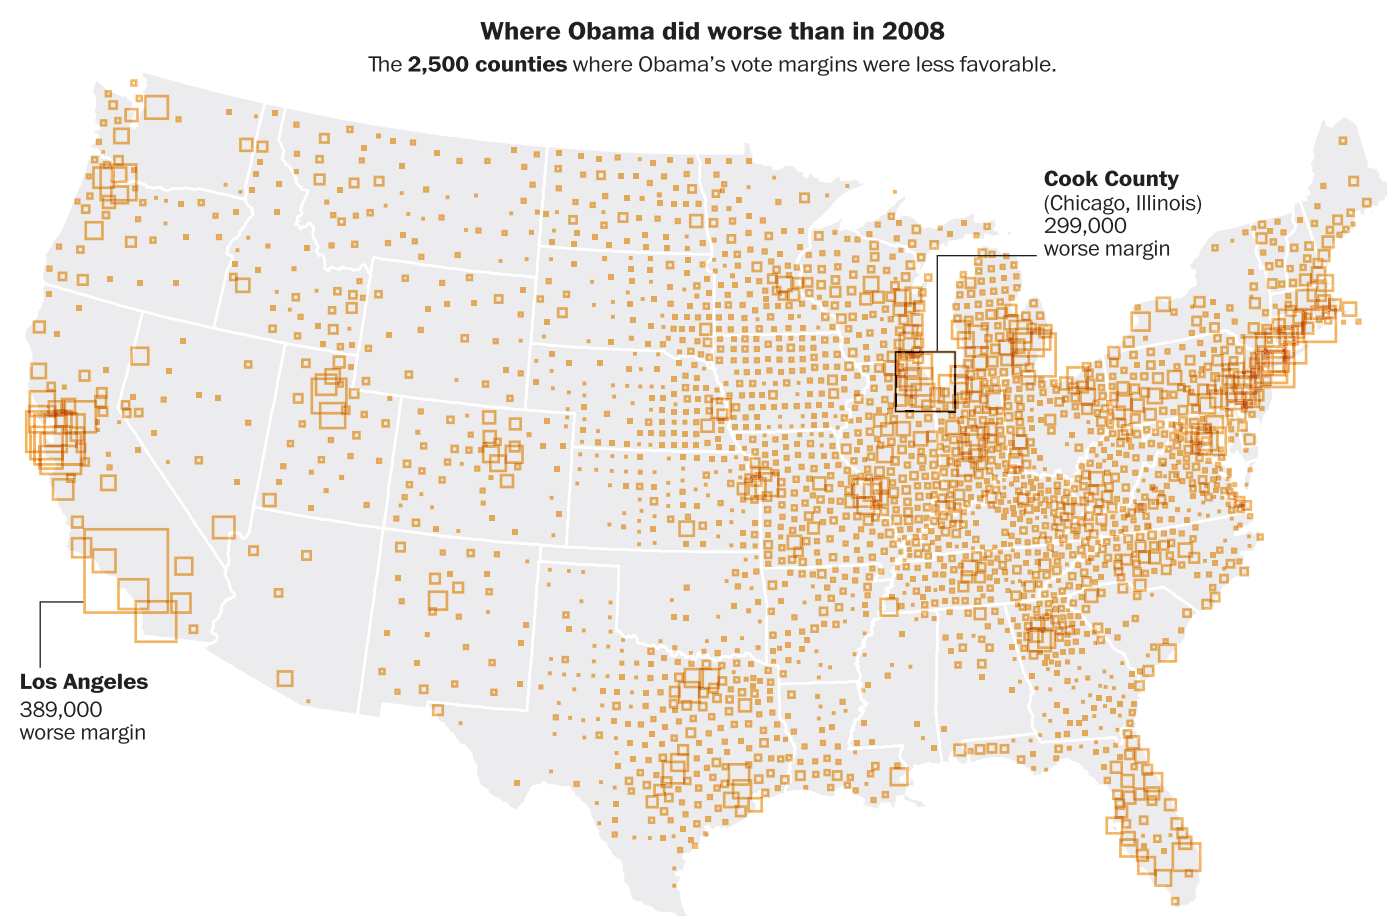 Where Obama did worse than in 2008
The 2,500 counties where Obama’s vote margins were less favorable.
Cook County
(Chicago, Illinois)
299,000
worse margin
Los Angeles
389,000
worse margin